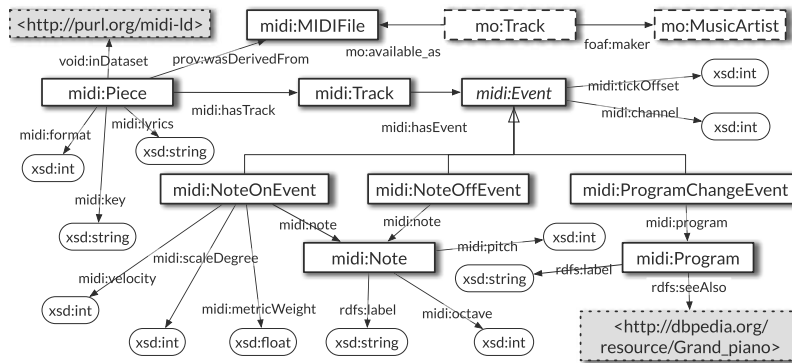 <http://purl.org/midi-ld>
midi:MIDIFile
mo:Track
mo:MusicArtist
mo:available_as
foaf:maker
void:inDataset
prov:wasDerivedFrom
midi:Piece
midi:hasTrack
midi:Track
midi:hasEvent
midi:Event
midi:tickOffset
xsd:int
midi:channel
xsd:int
midi:format
xsd:int
midi:lyrics
xsd:string
midi:key
xsd:string
midi:NoteOnEvent
midi:NoteOffEvent
midi:ProgramChangeEvent
midi:note
midi:note
midi:program
midi:scaleDegree
midi:velocity
xsd:int
midi:metricWeight
xsd:int
xsd:float
midi:Note
midi:pitch
xsd:int
rdfs:label
xsd:string
midi:octave
xsd:int
midi:Program
rdfs:label
xsd:string
rdfs:seeAlso
<http://dbpedia.org/
resource/Grand_piano>